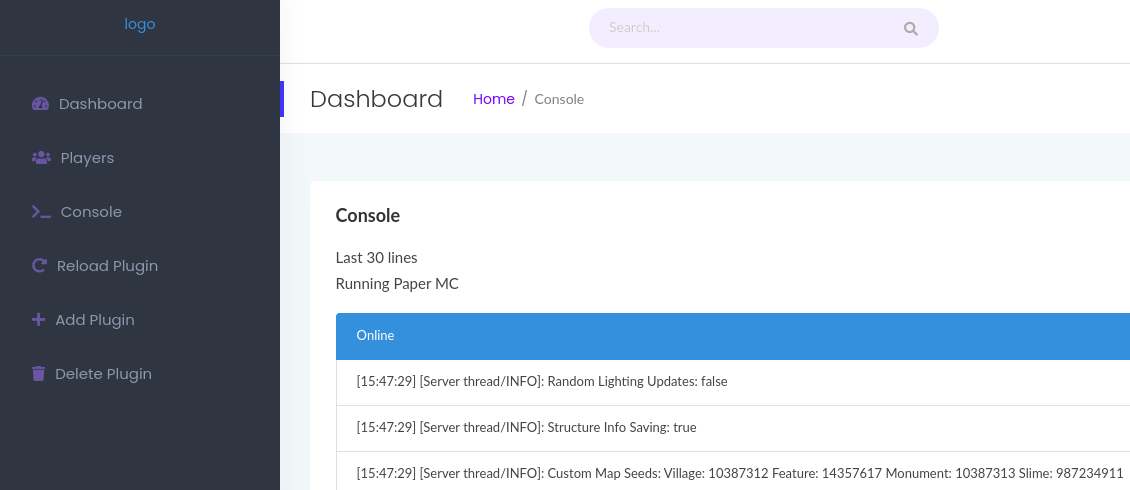 logo
Search...
Dashboard
Players
Console
Reload Plugin
Add Plugin
Delete Plugin
Dashboard Home / Console
Console
Last 30 lines
Running Paper MC
Online
[15:47:29] [Server thread/INFO]: Random Lighting Updates: false
[15:47:29] [Server thread/INFO]: Structure Info Saving: true
[15:47:29] [Server thread/INFO]: Custom Map Seeds: Village: 10387312 Feature: 14357617 Monument: 10387313 Slime: 987234911